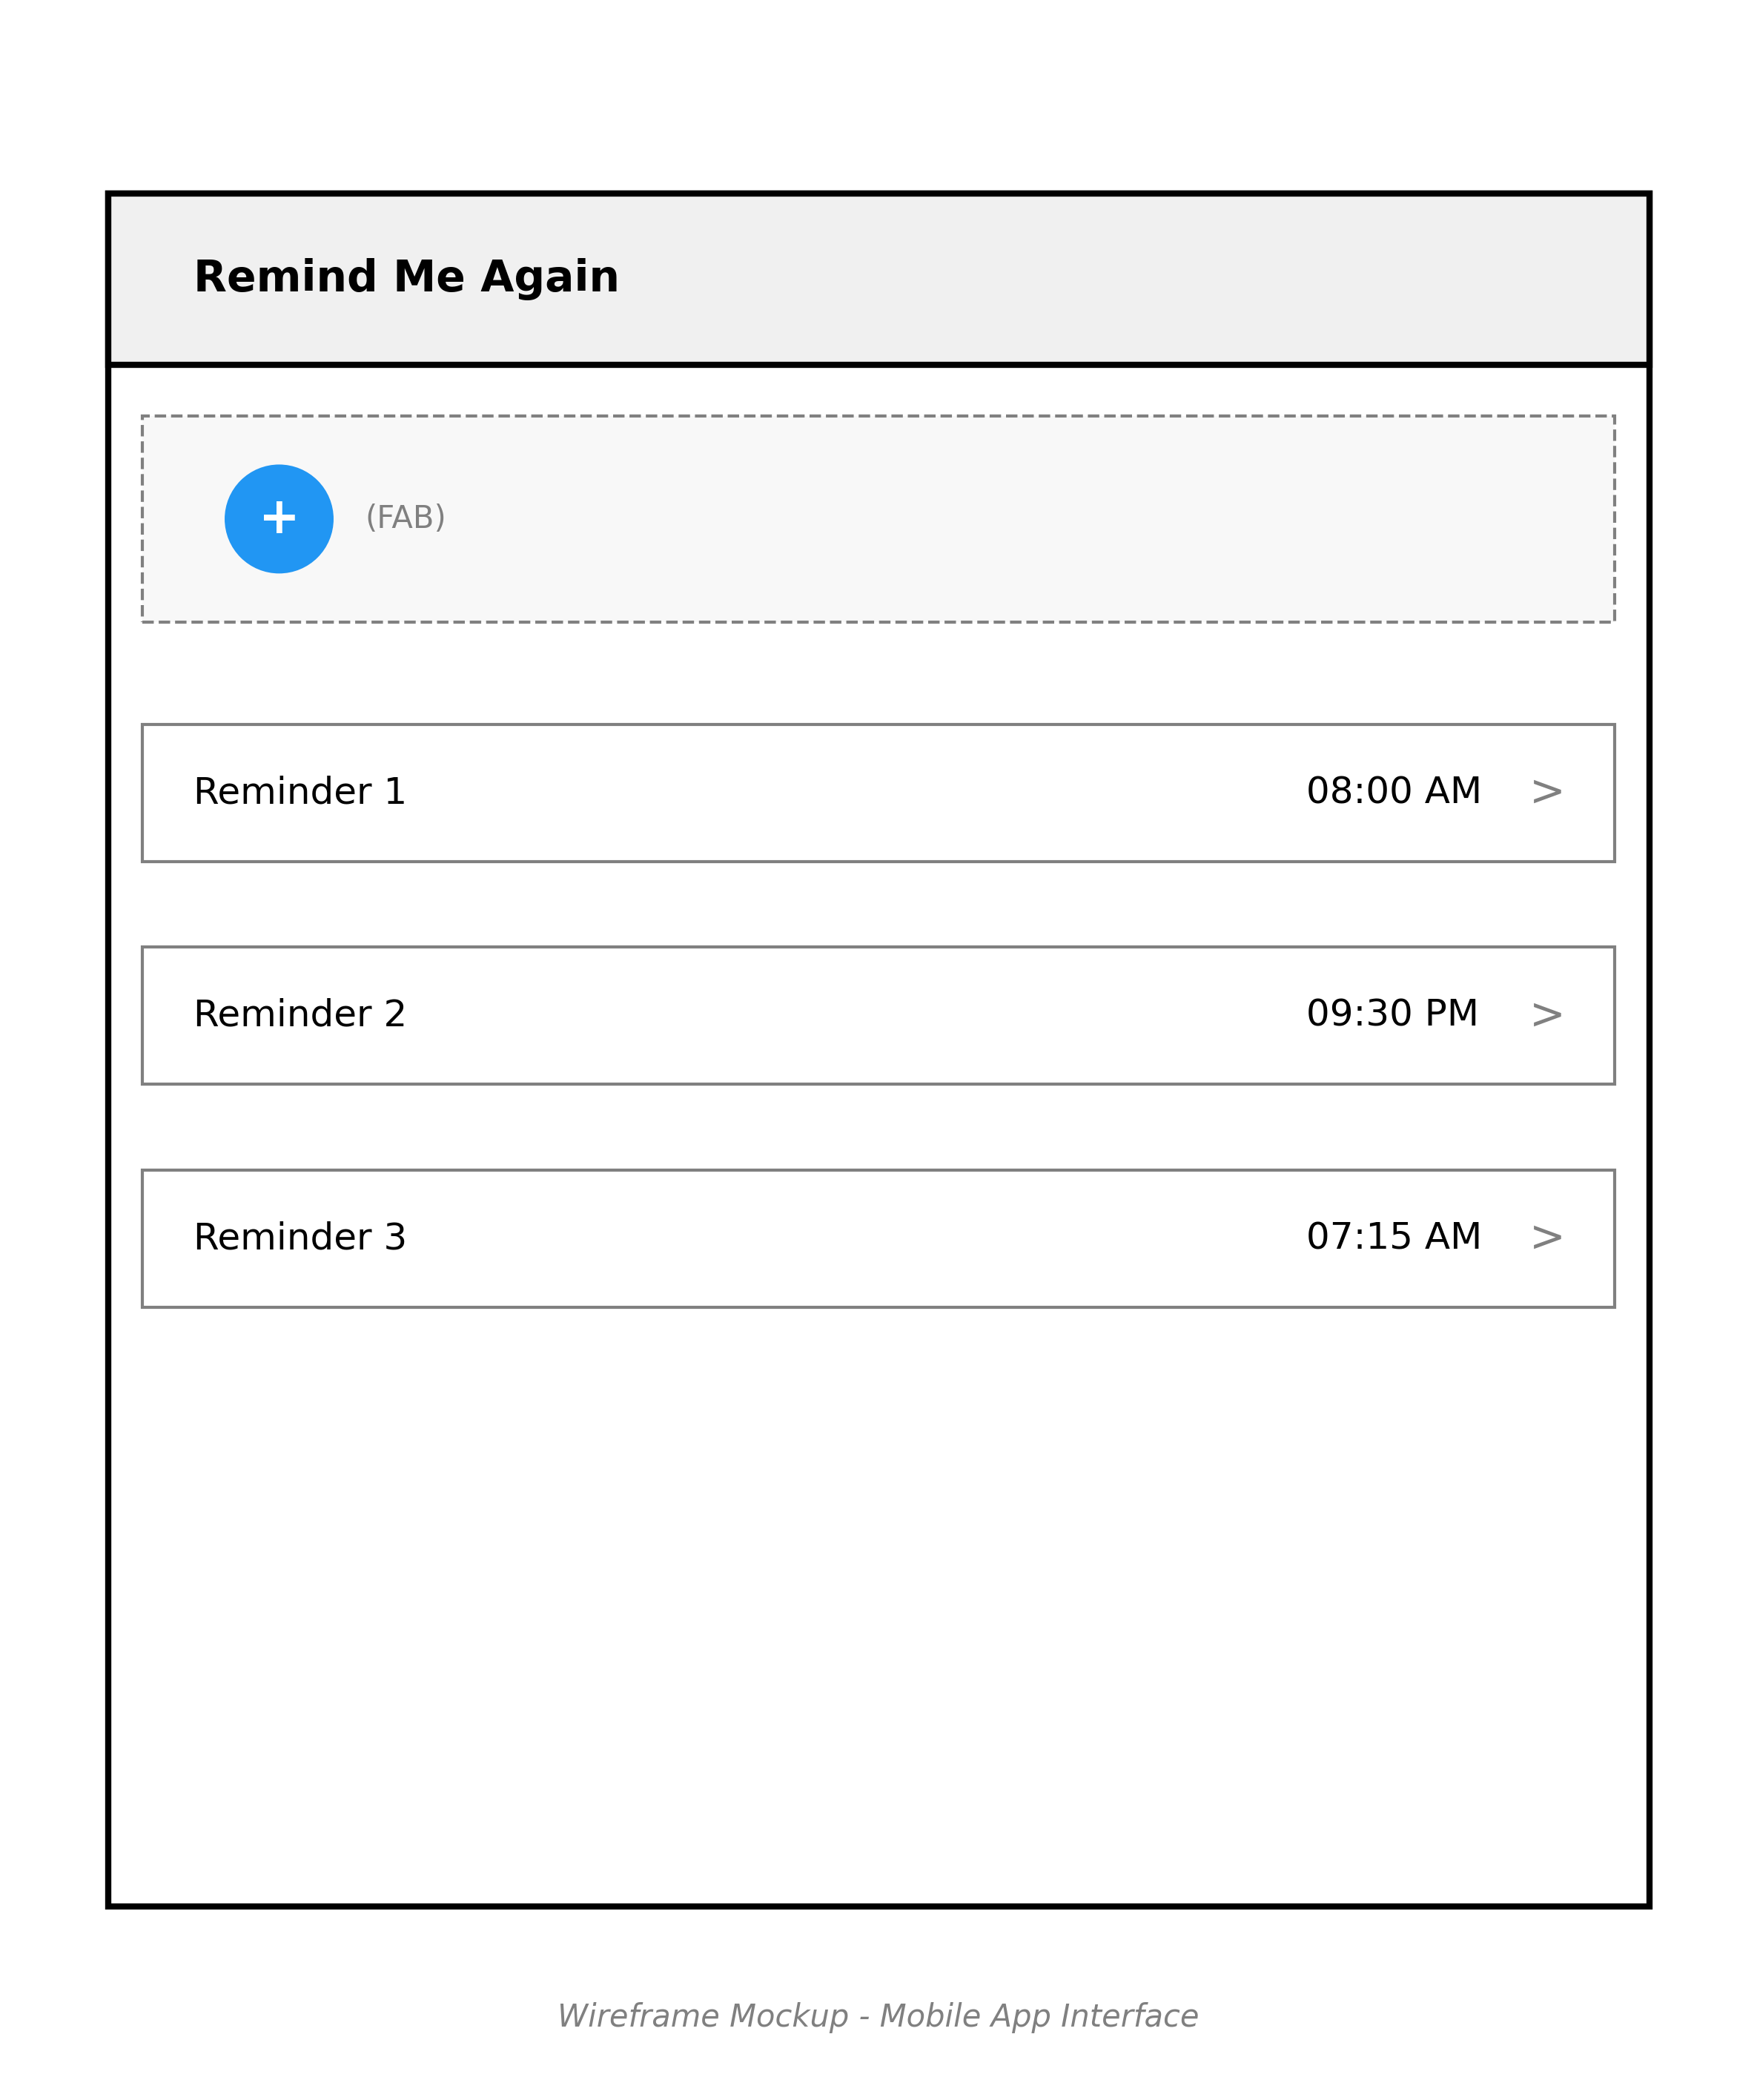 Remind Me Again
+ (FAB)
Reminder 1 08:00 AM >
Reminder 2 09:30 PM >
Reminder 3 07:15 AM >
Wireframe Mockup - Mobile App Interface